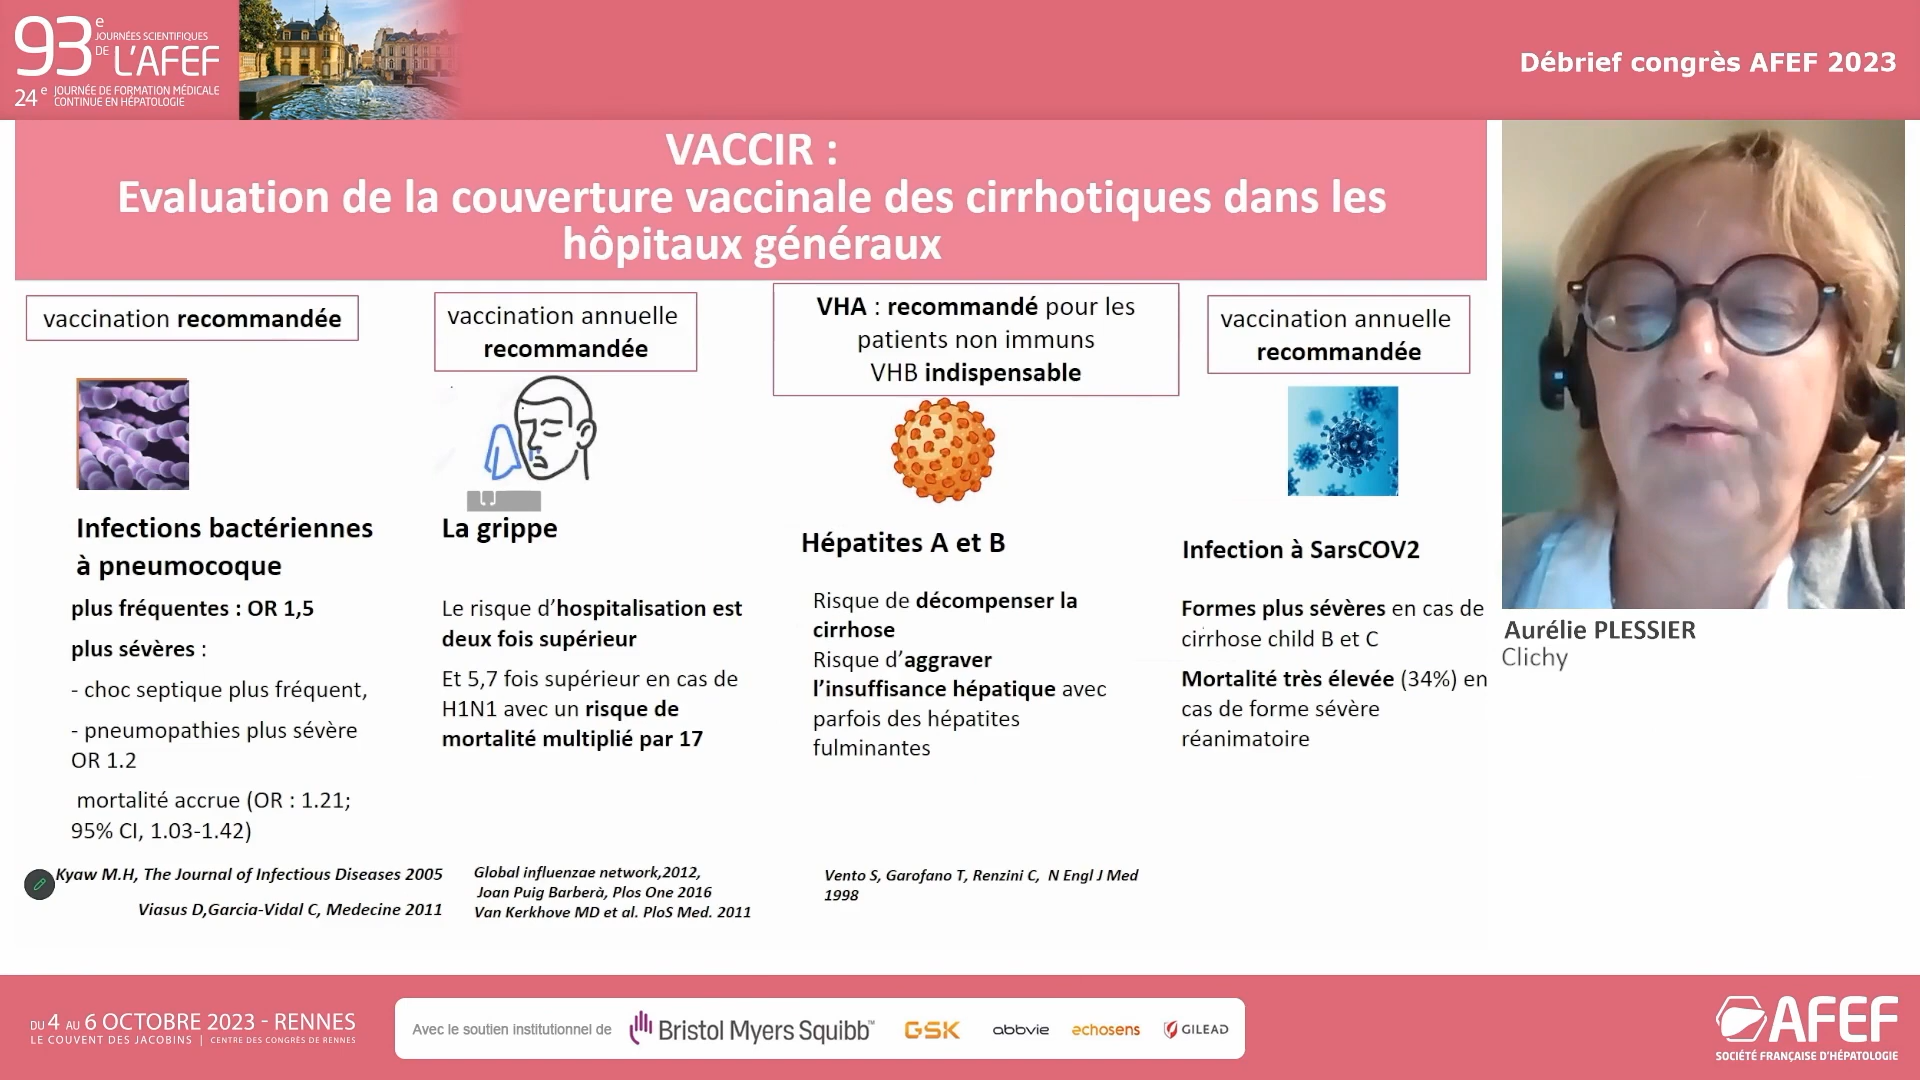 93e JOURNÉES SCIENTIFIQUES
DE L'AFEF
24e JOURNÉE DE FORMATION MÉDICALE
CONTINUE EN HÉPATOLOGIE
Débrief congrès AFEF 2023
VACCIR :
Evaluation de la couverture vaccinale des cirrhotiques dans les
hôpitaux généraux
vaccination recommandée
Infections bactériennes
à pneumocoque
plus fréquentes : OR 1,5
plus sévères :
- choc septique plus fréquent,
- pneumopathies plus sévère
OR 1.2
mortalité accrue (OR : 1.21;
95% CI, 1.03-1.42)
Kyaw M.H, The Journal of Infectious Diseases 2005
Viasus D,Garcia-Vidal C, Medecine 2011
vaccination annuelle
recommandée
La grippe
Le risque d'hospitalisation est
deux fois supérieur
Et 5,7 fois supérieur en cas de
H1N1 avec un risque de
mortalité multiplié par 17
Global influenzae network,2012,
Joan Puig Barberà, Plos One 2016
Van Kerkhove MD et al. PloS Med. 2011
VHA : recommandé pour les
patients non immuns
VHB indispensable
Hépatites A et B
Risque de décompenser la
cirrhose
Risque d'aggraver
l'insuffisance hépatique avec
parfois des hépatites
fulminantes
Vento S, Garofano T, Renzini C, N Engl J Med
1998
vaccination annuelle
recommandée
Infection à SarsCOV2
Formes plus sévères en cas de
cirrhose child B et C
Mortalité très élevée (34%) en
cas de forme sévère
réanimatoire
Aurélie PLESSIER
Clichy
DU 4 AU 6 OCTOBRE 2023 - RENNES
LE COUVENT DES JACOBINS | CENTRE DES CONGRÈS DE RENNES
Avec le soutien institutionnel de
Bristol Myers Squibb™
GSK
abbvie
echosens
GILEAD
AFEF
SOCIÉTÉ FRANÇAISE D'HÉPATOLOGIE